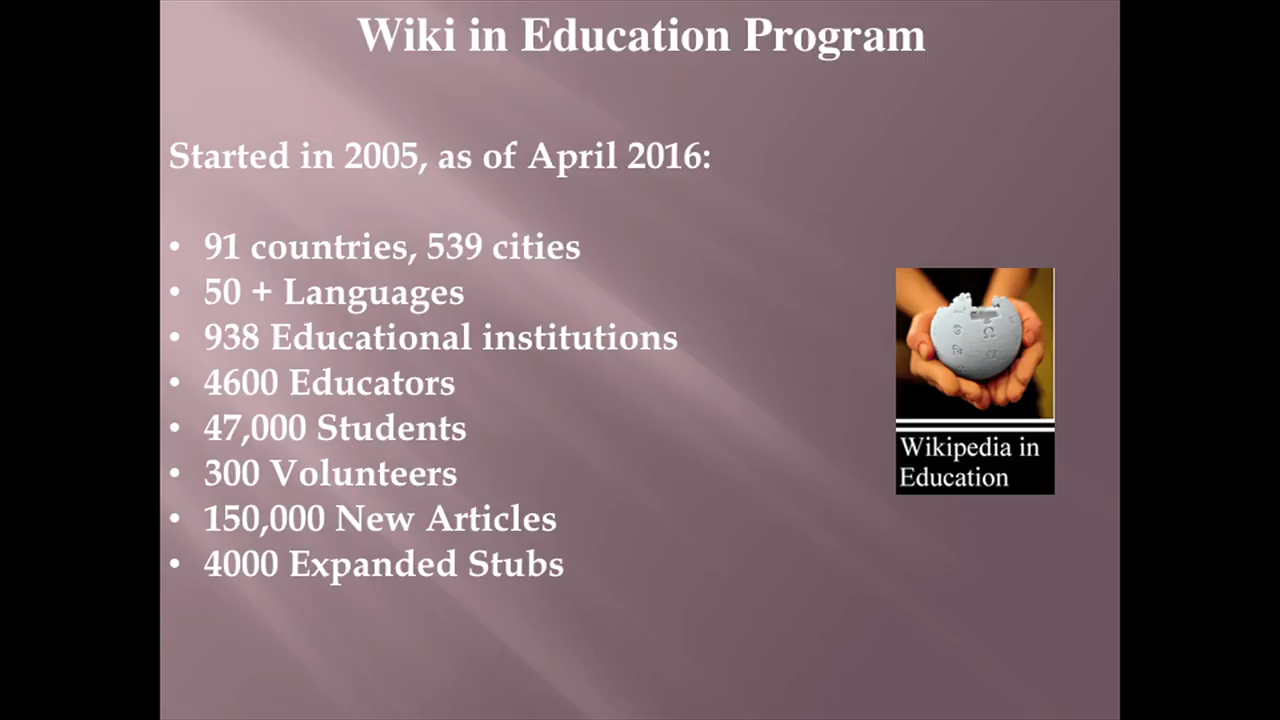 Wiki in Education Program
Started in 2005, as of April 2016:
• 91 countries, 539 cities
• 50 + Languages
• 938 Educational institutions
• 4600 Educators
• 47,000 Students
• 300 Volunteers
• 150,000 New Articles
• 4000 Expanded Stubs
Wikipedia in
Education